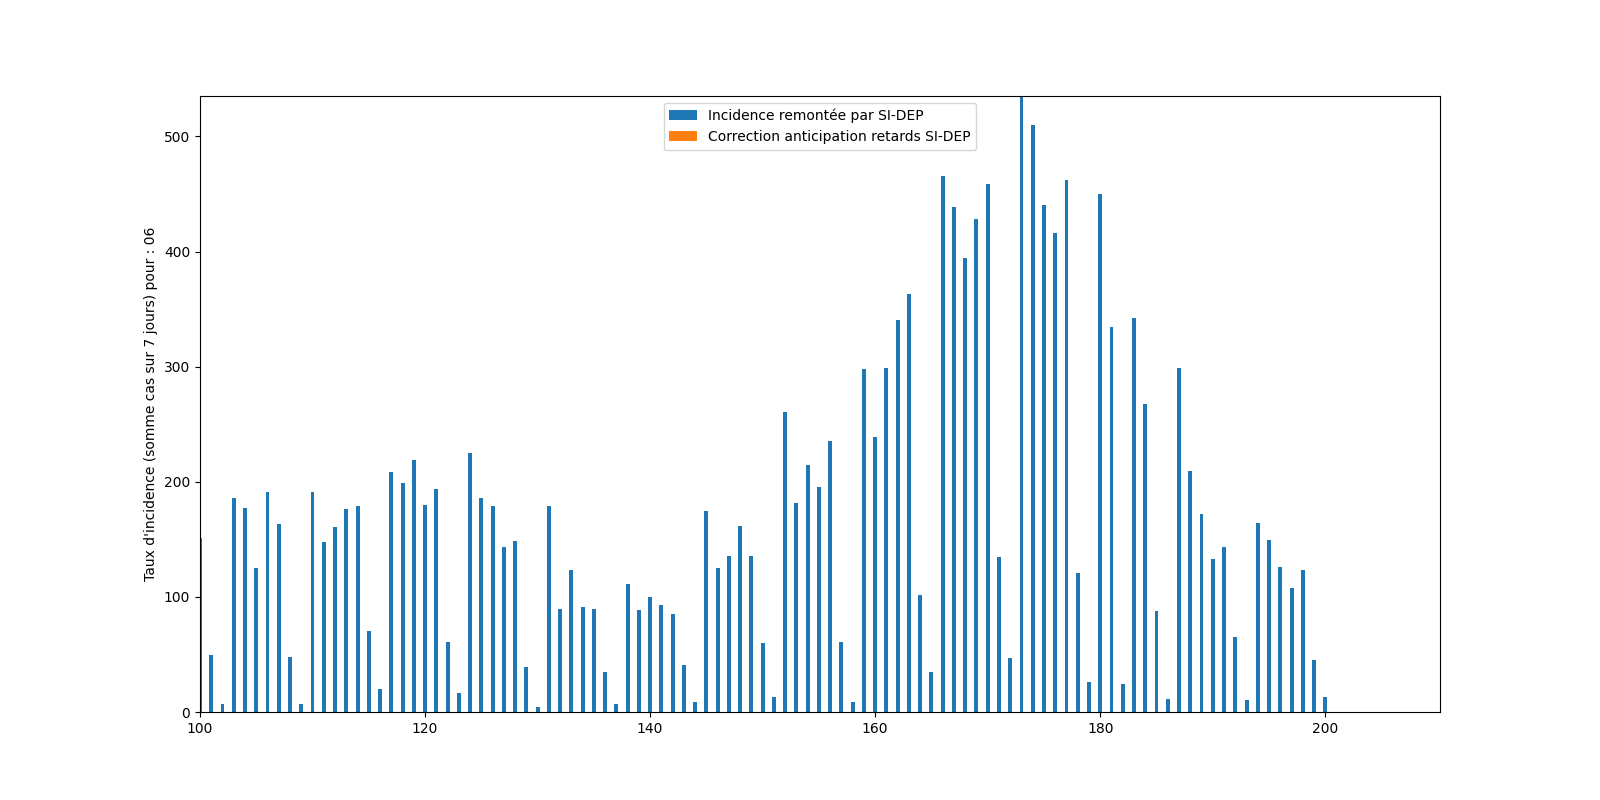 Incidence remontée par SI-DEP
Correction anticipation retards SI-DEP
Taux d'incidence (somme cas sur 7 jours) pour : 06
500
400
300
200
100
0
100 120 140 160 180 200